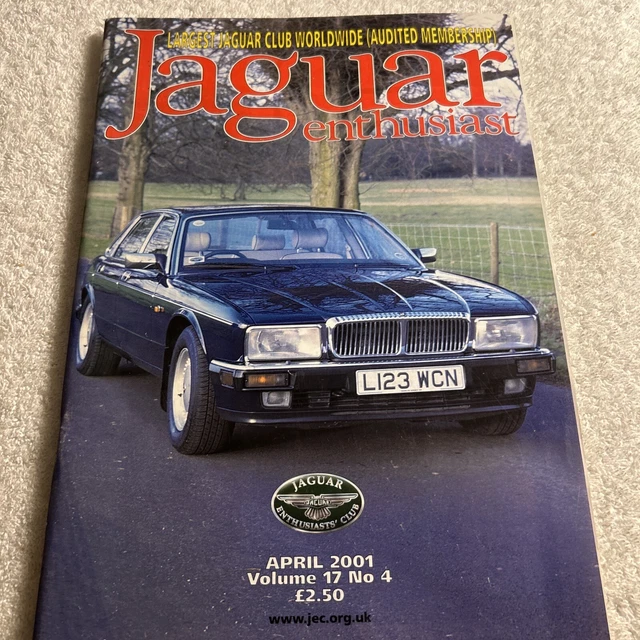 LARGEST JAGUAR CLUB WORLDWIDE (AUDITED MEMBERSHIP)
Jaguar
enthusiast
L123 WCN
JAGUAR
JAGUAR
ENTHUSIASTS' CLUB
APRIL 2001
Volume 17 No 4
£2.50
www.jec.org.uk